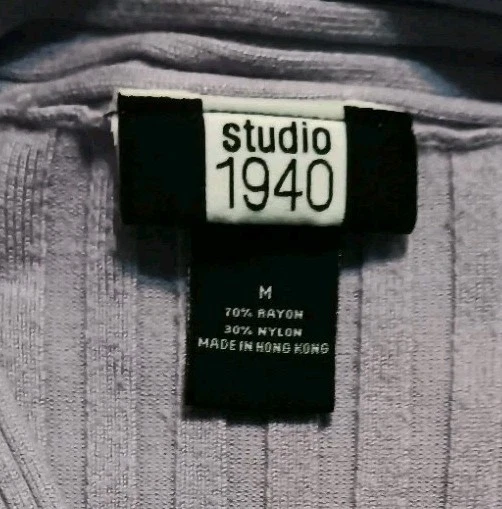 studio
1940
M
70% RAYON
30% NYLON
MADE IN HONG KONG